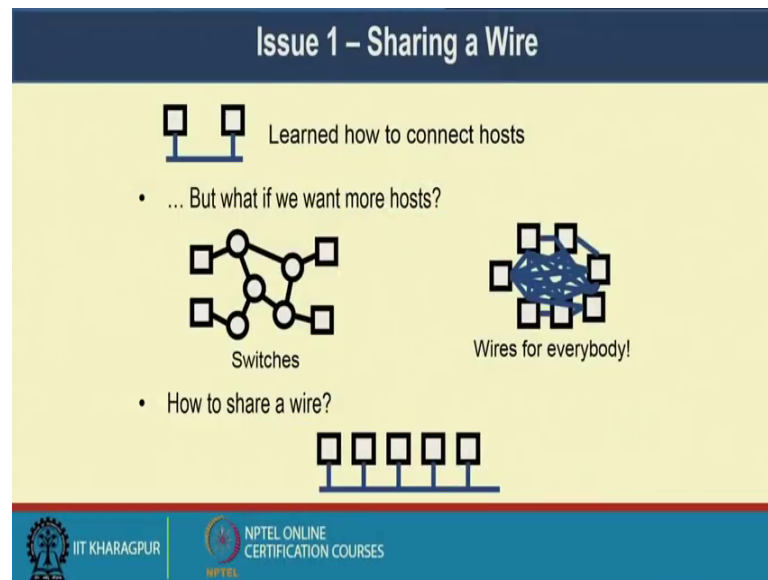 Issue 1 – Sharing a Wire
Learned how to connect hosts
• ... But what if we want more hosts?
Switches
Wires for everybody!
• How to share a wire?
IIT KHARAGPUR
NPTEL
NPTEL ONLINE
CERTIFICATION COURSES